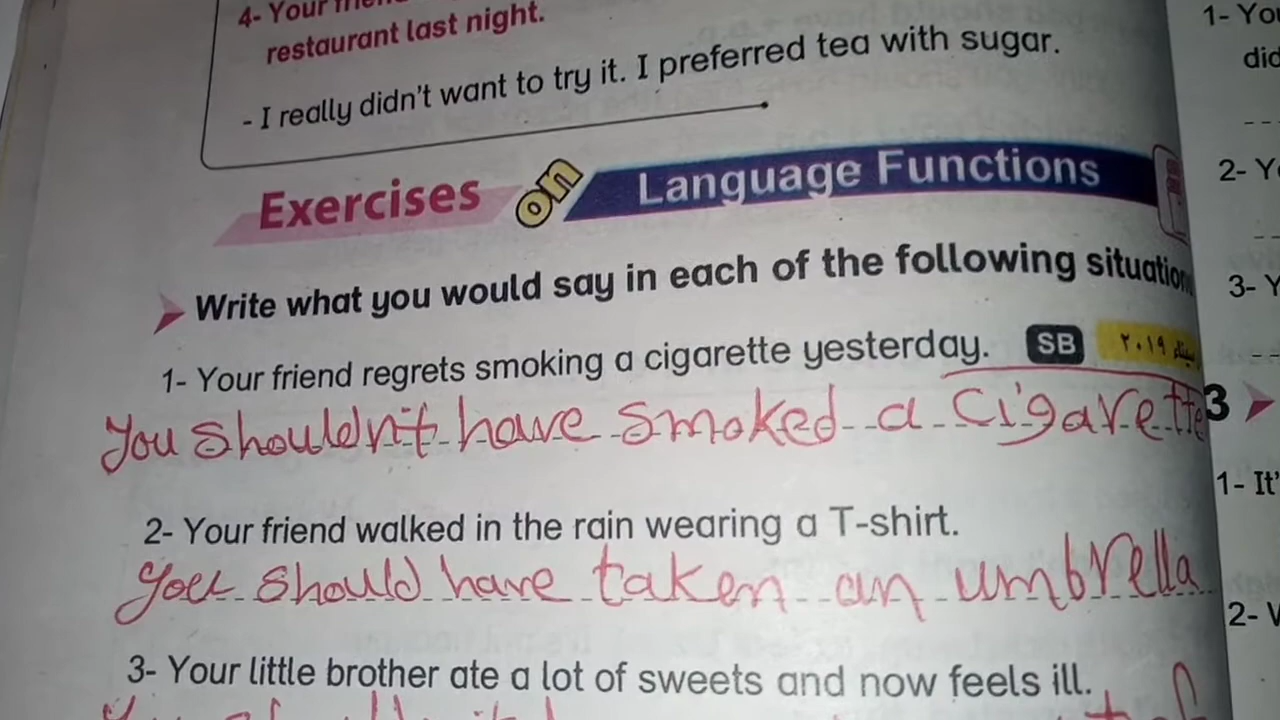 4- Your
restaurant last night.
- I really didn't want to try it. I preferred tea with sugar.
Exercises on Language Functions
Write what you would say in each of the following
1- Your friend regrets smoking a cigarette yesterday. SB ٢٠١٩
You shouldn't have smoked a cigarette
2- Your friend walked in the rain wearing a T-shirt.
You should have taken an umbrella
3- Your little brother ate a lot of sweets and now feels ill.
1-
2-
3-
3
1- It'
2-